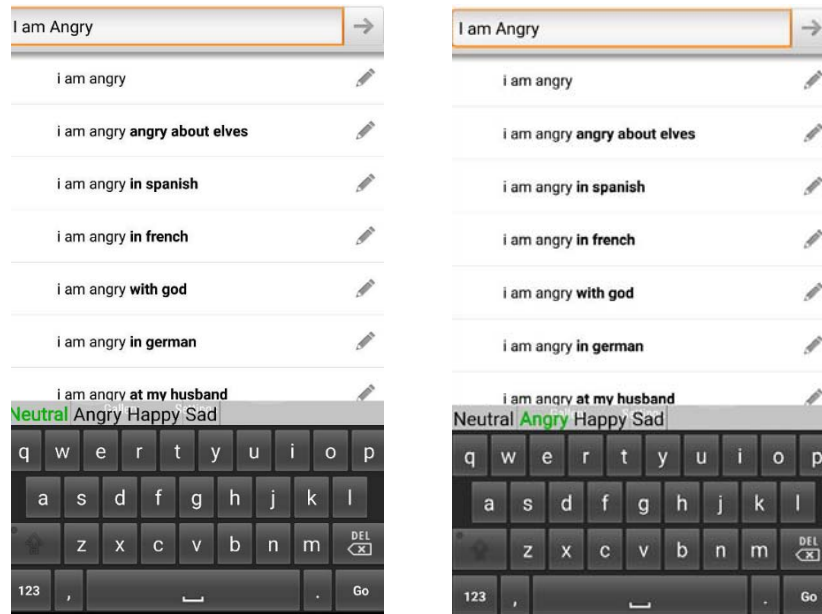 I am Angry
i am angry
i am angry angry about elves
i am angry in spanish
i am angry in french
i am angry with god
i am angry in german
i am angry at my husband
Neutral Angry Happy Sad
q w e r t y u i o p
a s d f g h j k l
z x c v b n m DEL
123 , . Go
I am Angry
i am angry
i am angry angry about elves
i am angry in spanish
i am angry in french
i am angry with god
i am angry in german
i am angry at my husband
Neutral Angry Happy Sad
q w e r t y u i o p
a s d f g h j k l
z x c v b n m DEL
123 , . Go